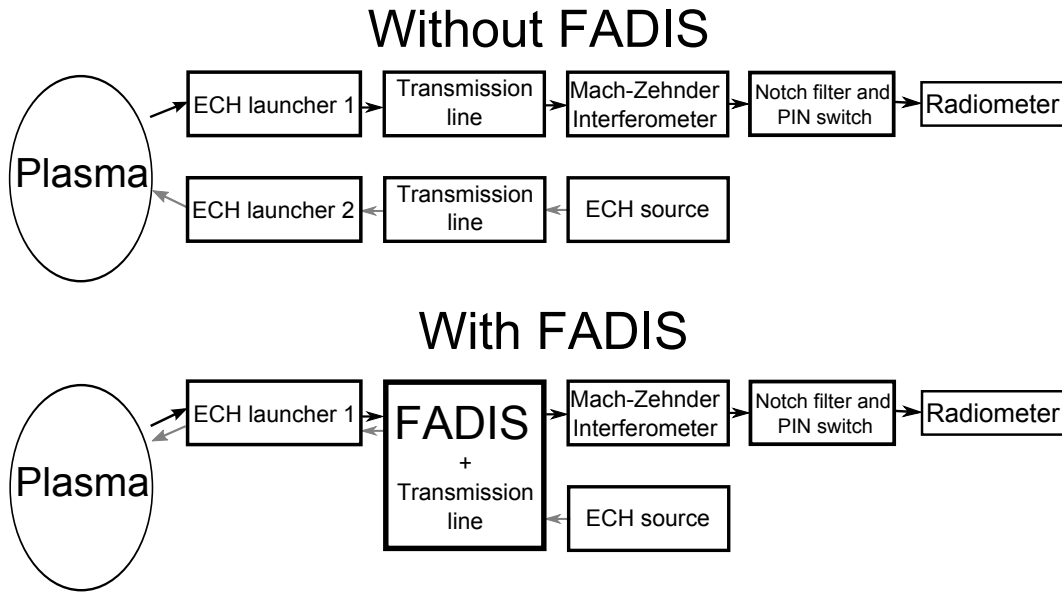 Without FADIS
Plasma
ECH launcher 1
Transmission
line
Mach-Zehnder
Interferometer
Notch filter and
PIN switch
Radiometer
ECH launcher 2
Transmission
line
ECH source
With FADIS
Plasma
ECH launcher 1
FADIS
+
Transmission
line
Mach-Zehnder
Interferometer
Notch filter and
PIN switch
Radiometer
ECH source